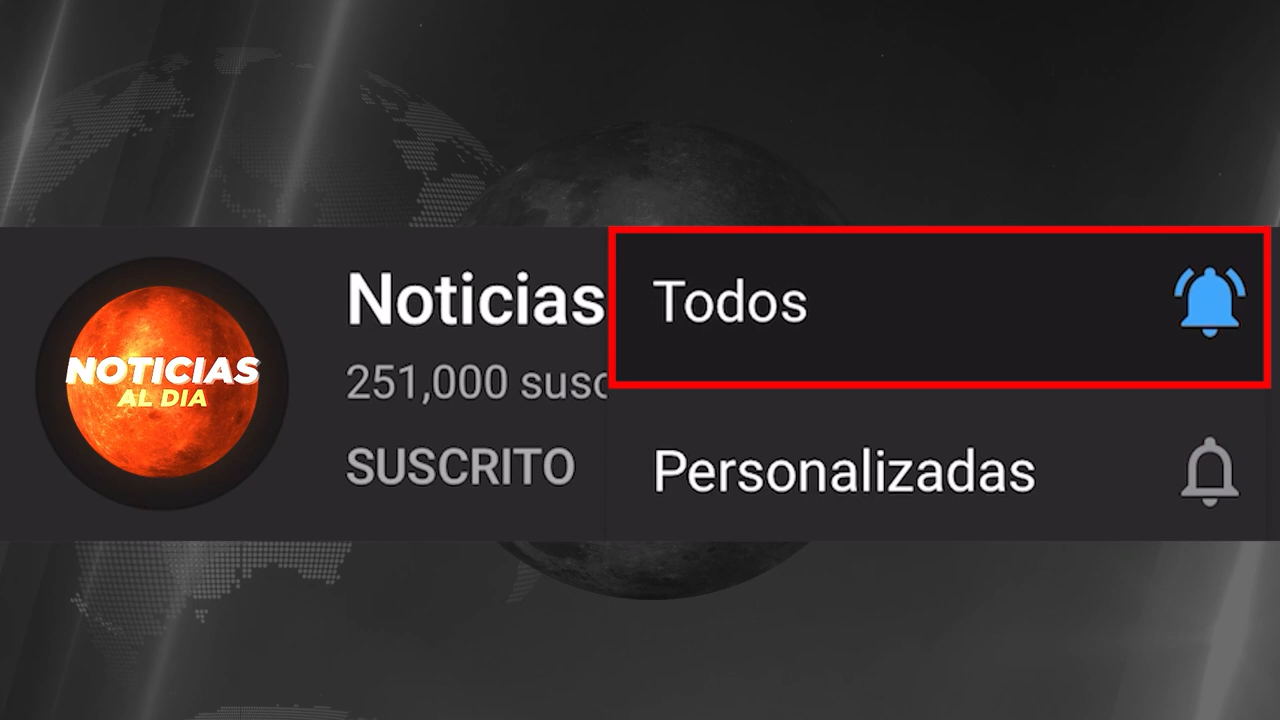 NOTICIAS
AL DIA
Noticias
251,000 susc
SUSCRITO
Todos
Personalizadas